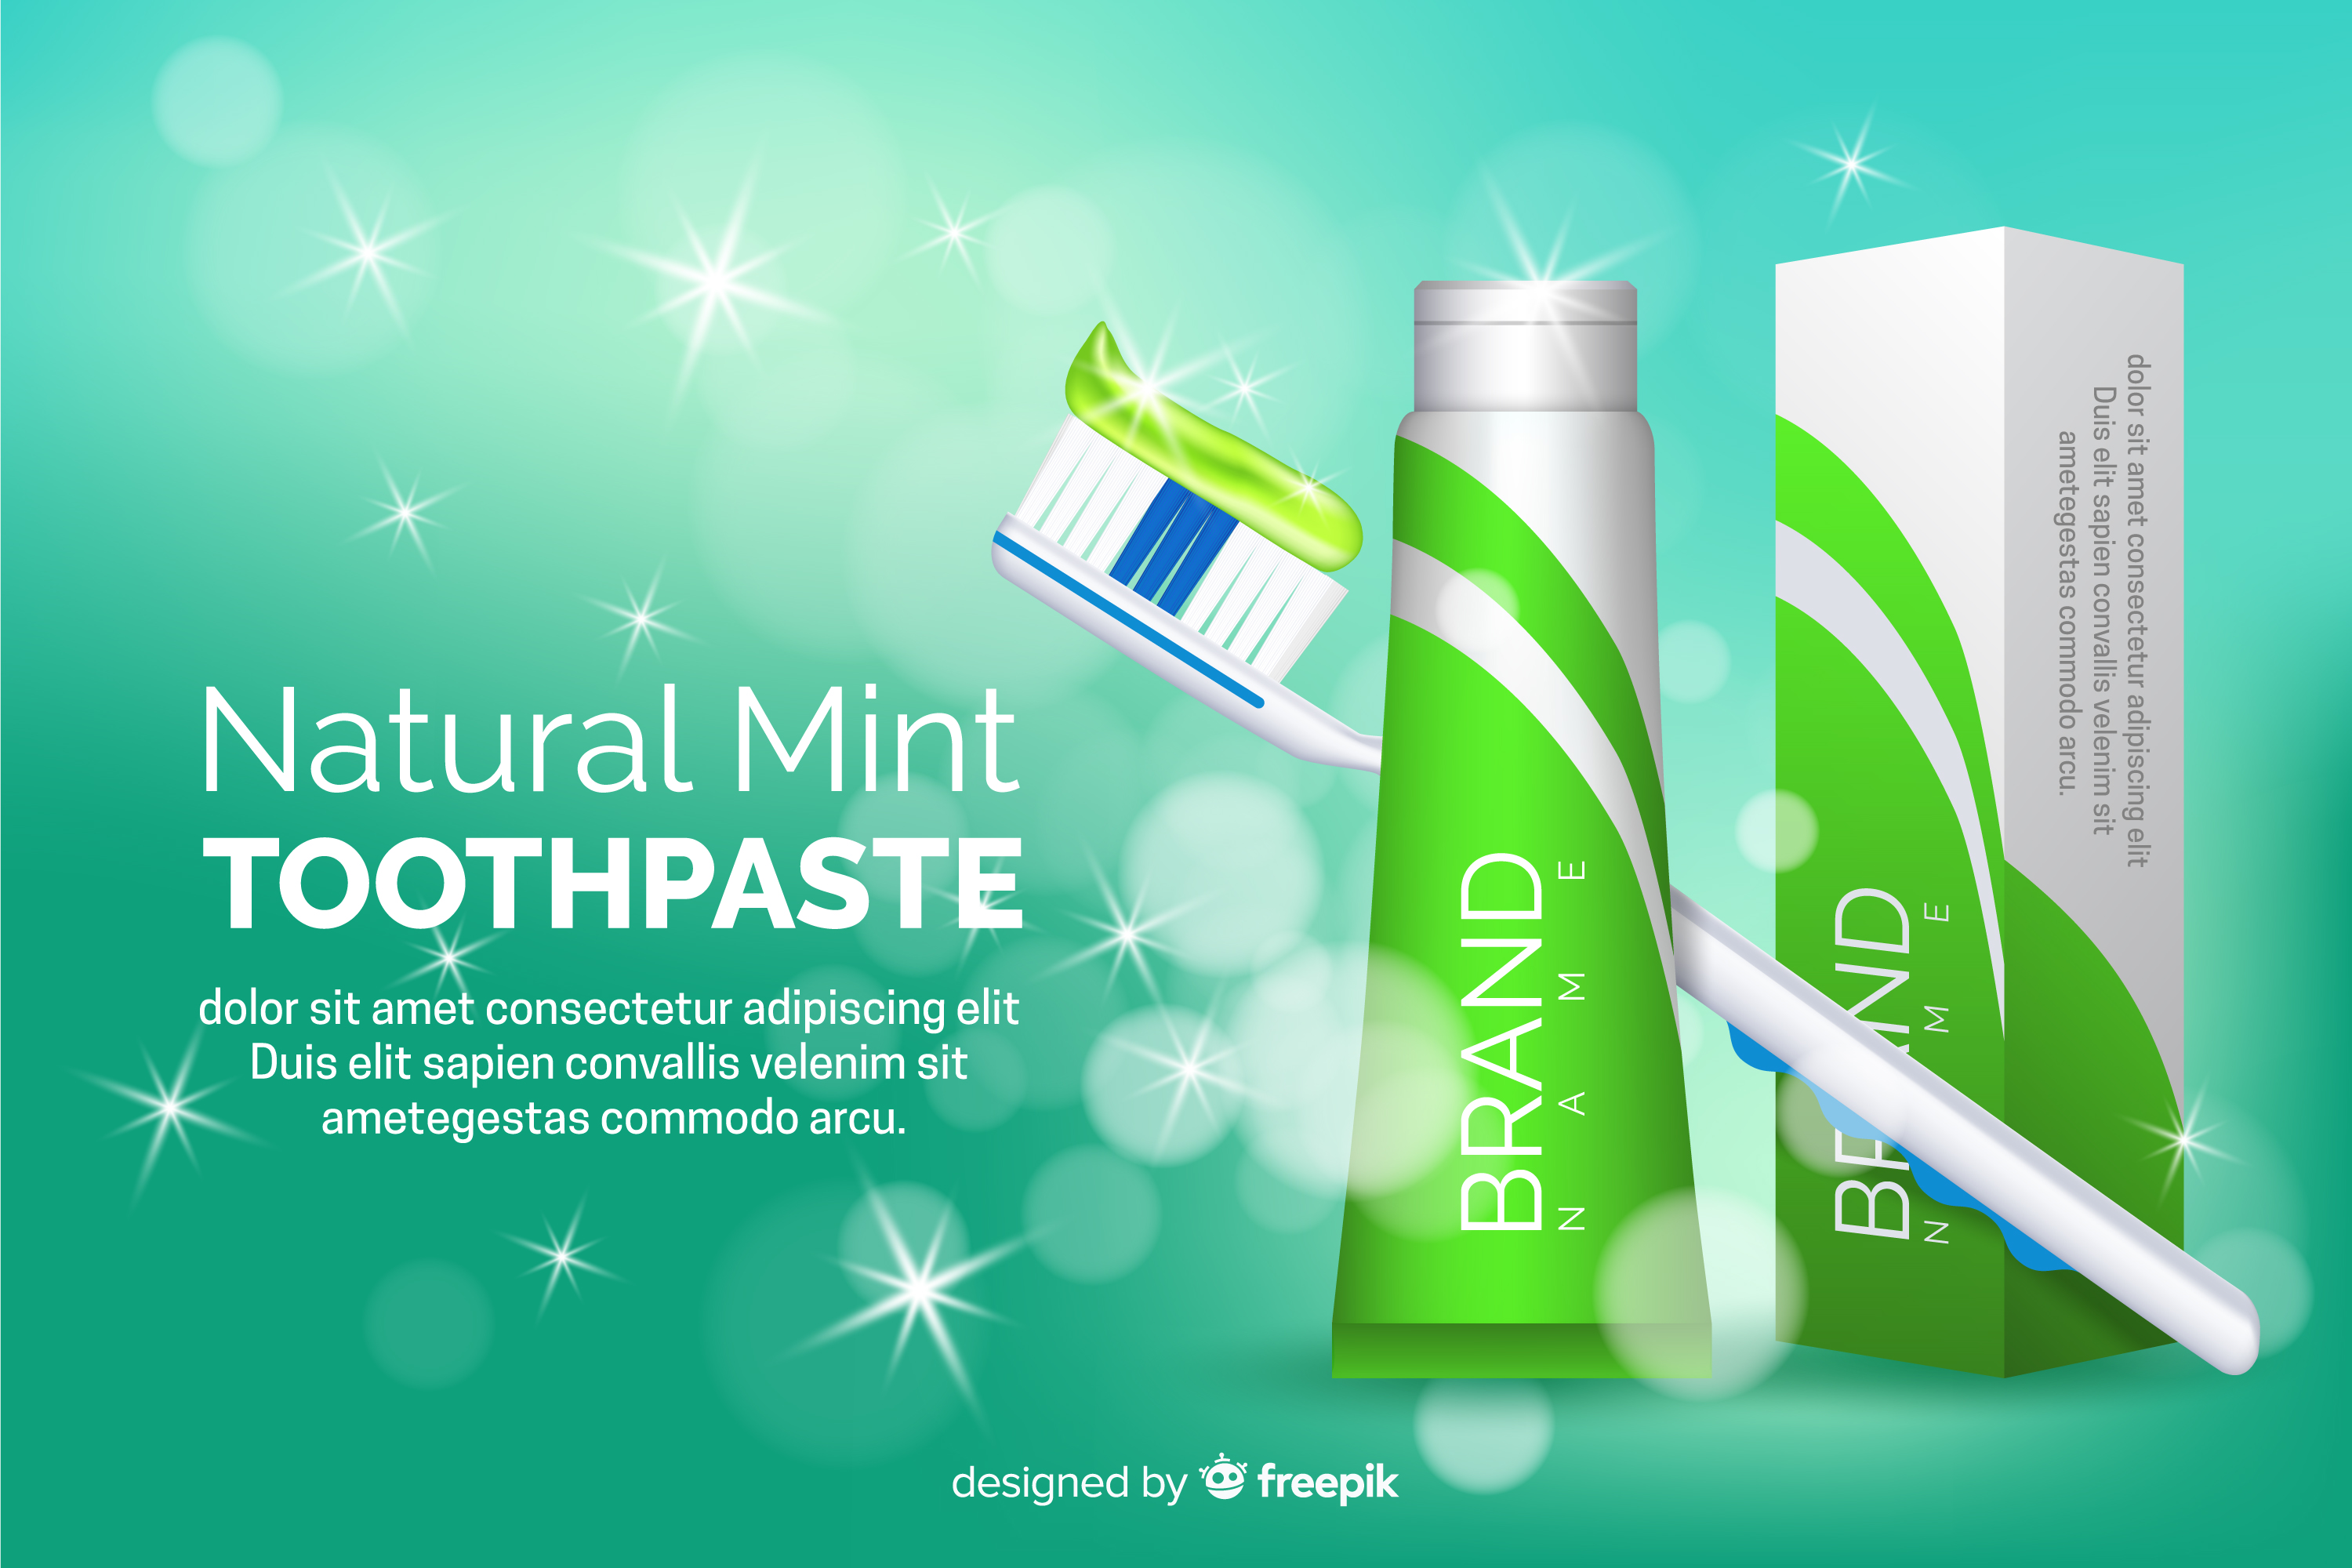 Natural Mint
TOOTHPASTE
dolor sit amet consectetur adipiscing elit
Duis elit sapien convallis velenim sit
ametegestas commodo arcu.
BRAND
NAME
BRAND
NAME
dolor sit amet consectetur adipiscing elit
Duis elit sapien convallis velenim sit
ametegestas commodo arcu.
designed by freepik